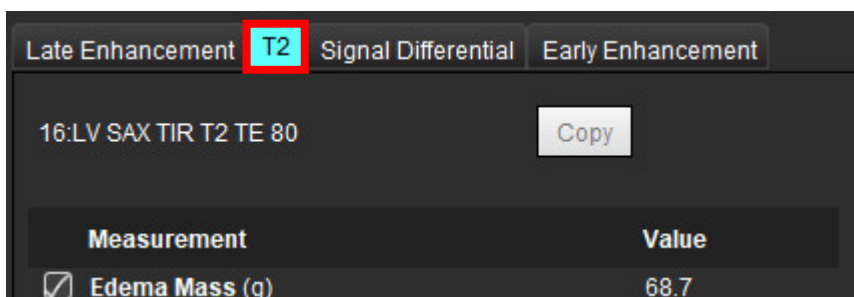 Late Enhancement T2 Signal Differential Early Enhancement
16:LV SAX TIR T2 TE 80 Copy
Measurement Value
Edema Mass (g) 68.7